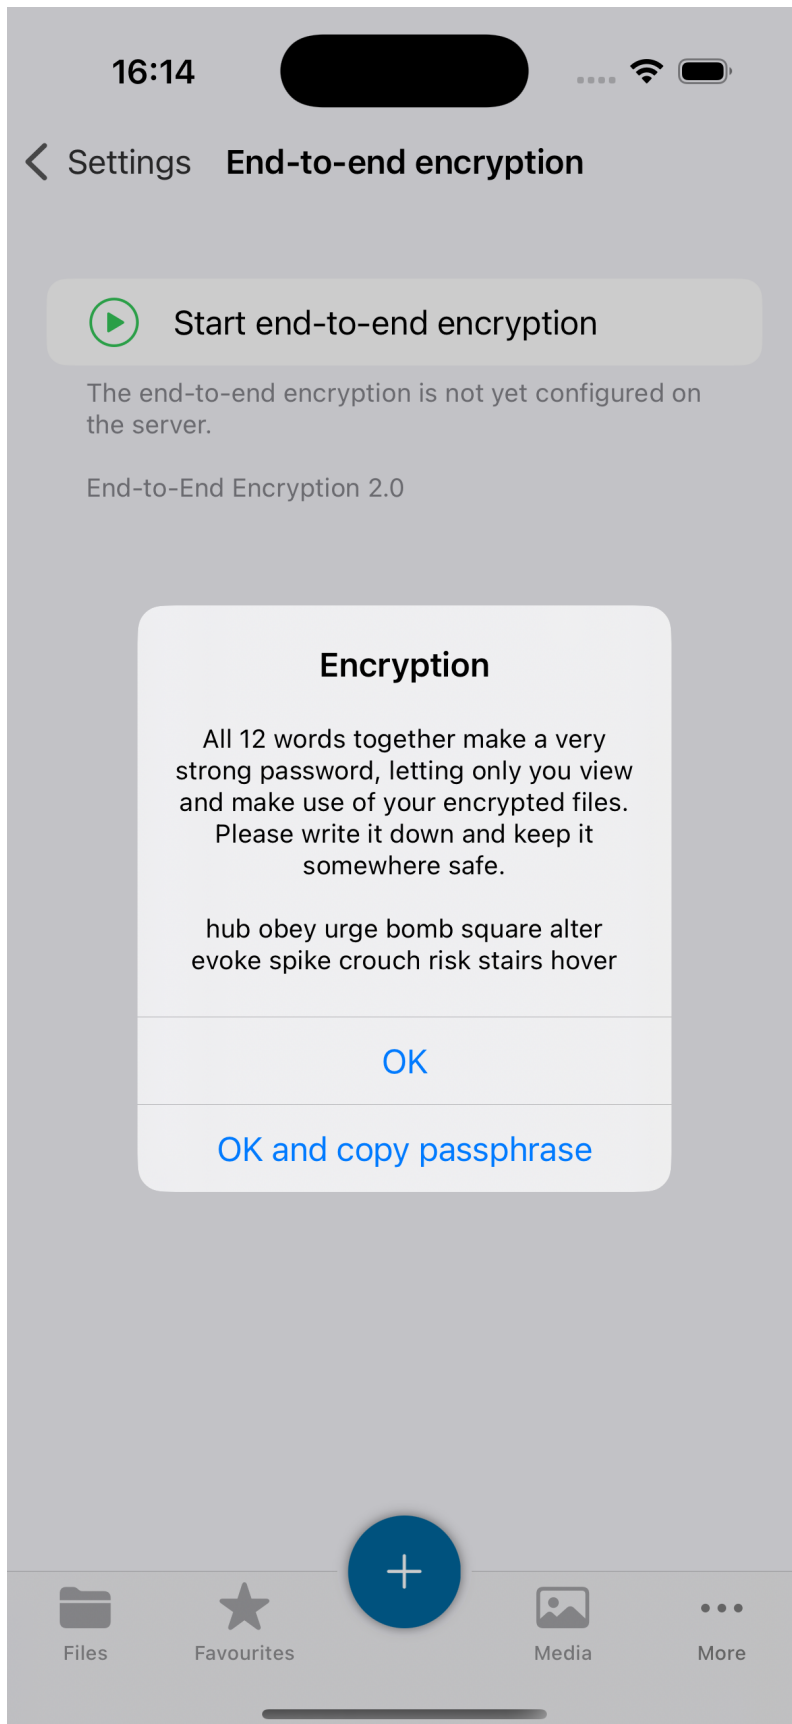 16:14
Settings End-to-end encryption
Start end-to-end encryption
The end-to-end encryption is not yet configured on
the server.
End-to-End Encryption 2.0
Encryption
All 12 words together make a very
strong password, letting only you view
and make use of your encrypted files.
Please write it down and keep it
somewhere safe.
hub obey urge bomb square alter
evoke spike crouch risk stairs hover
OK
OK and copy passphrase
Files Favourites Media More